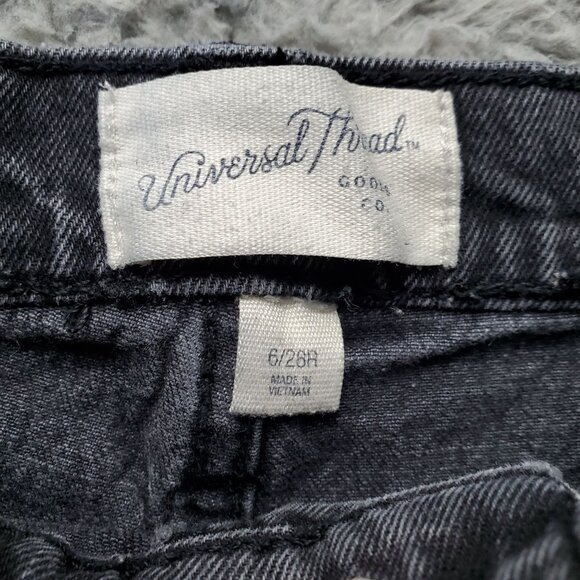 Universal Thread™
GOODS
CO.
6/28R
MADE IN
VIETNAM